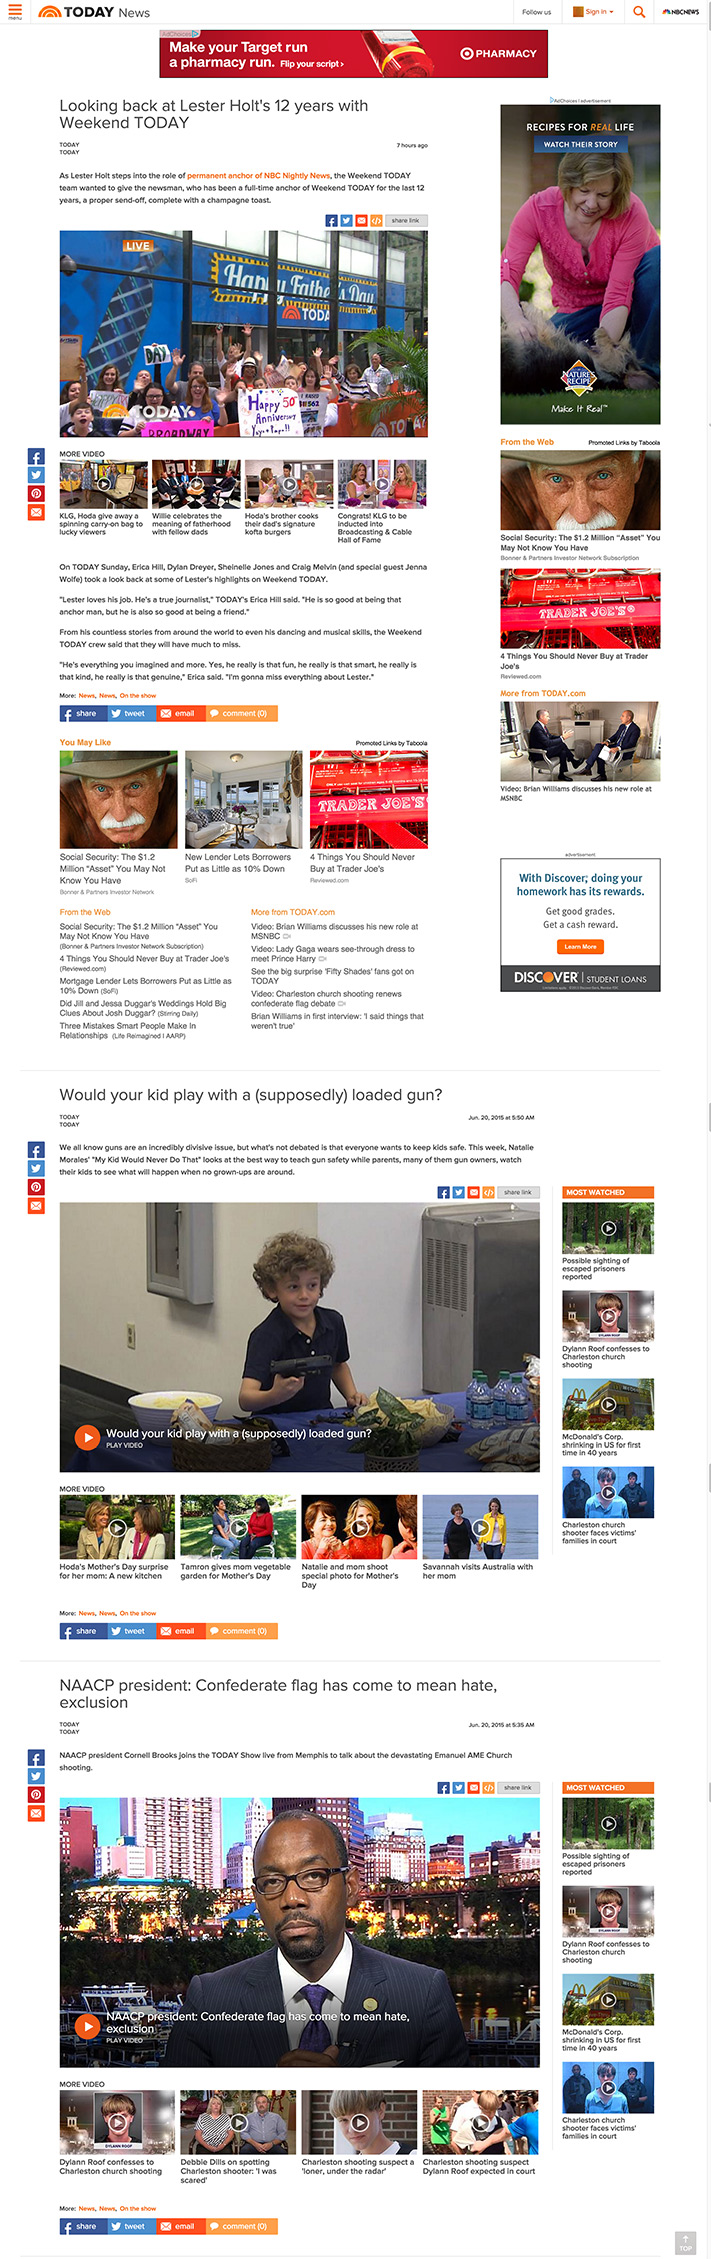 menu
TODAY News
Follow us
Sign in
NBCNEWS
AdChoices
Make your Target run
a pharmacy run. Flip your script >
PHARMACY
Looking back at Lester Holt's 12 years with
Weekend TODAY
TODAY
TODAY
7 hours ago
As Lester Holt steps into the role of permanent anchor of NBC Nightly News, the Weekend TODAY
team wanted to give the newsman, who has been a full-time anchor of Weekend TODAY for the last 12
years, a proper send-off, complete with a champagne toast.
share link
LIVE
Happy Father's Day
TODAY
DAY
TODAY
Happy 50th
Anniversary
BROADWAY
MORE VIDEO
KLG, Hoda give away a
spinning carry-on bag to
lucky viewers
Willie celebrates the
meaning of fatherhood
with fellow dads
Hoda's brother cooks
their dad's signature
kofta burgers
Congrats! KLG to be
inducted into
Broadcasting & Cable
Hall of Fame
On TODAY Sunday, Erica Hill, Dylan Dreyer, Sheinelle Jones and Craig Melvin (and special guest Jenna
Wolfe) took a look back at some of Lester's highlights on Weekend TODAY.
"Lester loves his job. He's a true journalist," TODAY's Erica Hill said. "He is so good at being that
anchor man, but he is also so good at being a friend."
From his countless stories from around the world to even his dancing and musical skills, the Weekend
TODAY crew said that they will have much to miss.
"He's everything you imagined and more. Yes, he really is that fun, he really is that smart, he really is
that kind, he really is that genuine," Erica said. "I'm gonna miss everything about Lester."
More: News, News, On the show
share
tweet
email
comment (0)
You May Like
Promoted Links by Taboola
TRADER JOE'S
Social Security: The $1.2
Million "Asset" You May Not
Know You Have
Bonner & Partners Investor Network
New Lender Lets Borrowers
Put as Little as 10% Down
SoFi
4 Things You Should Never
Buy at Trader Joe's
Reviewed.com
From the Web
Social Security: The $1.2 Million "Asset" You
May Not Know You Have
(Bonner & Partners Investor Network Subscription)
4 Things You Should Never Buy at Trader Joe's
(Reviewed.com)
Mortgage Lender Lets Borrowers Put as Little as
10% Down (SoFi)
Did Jill and Jessa Duggar's Weddings Hold Big
Clues About Josh Duggar? (Stirring Daily)
Three Mistakes Smart People Make In
Relationships (Life Reimagined | AARP)
More from TODAY.com
Video: Brian Williams discusses his new role at
MSNBC
Video: Lady Gaga wears see-through dress to
meet Prince Harry
See the big surprise 'Fifty Shades' fans got on
TODAY
Video: Charleston church shooting renews
confederate flag debate
Brian Williams in first interview: 'I said things that
weren't true'
AdChoices | advertisement
RECIPES FOR REAL LIFE
WATCH THEIR STORY
NATURE'S
RECIPE
Make It Real™
From the Web
Promoted Links by Taboola
Social Security: The $1.2 Million "Asset" You
May Not Know You Have
Bonner & Partners Investor Network Subscription
TRADER JOE'S®
4 Things You Should Never Buy at Trader
Joe's
Reviewed.com
More from TODAY.com
Video: Brian Williams discusses his new role at
MSNBC
advertisement
With Discover, doing your
homework has its rewards.
Get good grades.
Get a cash reward.
Learn More
DISCOVER STUDENT LOANS
Would your kid play with a (supposedly) loaded gun?
TODAY
TODAY
Jun. 20, 2015 at 5:50 AM
We all know guns are an incredibly divisive issue, but what's not debated is that everyone wants to keep kids safe. This week, Natalie
Morales' "My Kid Would Never Do That" looks at the best way to teach gun safety while parents, many of them gun owners, watch
their kids to see what will happen when no grown-ups are around.
share link
Would your kid play with a (supposedly) loaded gun?
PLAY VIDEO
MOST WATCHED
Possible sighting of
escaped prisoners
reported
DYLANN ROOF
Dylann Roof confesses to
Charleston church
shooting
McDonald's Corp.
shrinking in US for first
time in 40 years
Charleston church
shooter faces victims'
families in court
MORE VIDEO
Hoda's Mother's Day surprise
for her mom: A new kitchen
Tamron gives mom vegetable
garden for Mother's Day
Natalie and mom shoot
special photo for Mother's
Day
Savannah visits Australia with
her mom
More: News, News, On the show
share
tweet
email
comment (0)
NAACP president: Confederate flag has come to mean hate,
exclusion
TODAY
TODAY
Jun. 20, 2015 at 5:35 AM
NAACP president Cornell Brooks joins the TODAY Show live from Memphis to talk about the devastating Emanuel AME Church
shooting.
share link
NAACP president: Confederate flag has come to mean hate,
exclusion
PLAY VIDEO
MOST WATCHED
Possible sighting of
escaped prisoners
reported
DYLANN ROOF
Dylann Roof confesses to
Charleston church
shooting
McDonald's Corp.
shrinking in US for first
time in 40 years
Charleston church
shooter faces victims'
families in court
MORE VIDEO
DYLANN ROOF
Dylann Roof confesses to
Charleston church shooting
Debbie Dills on spotting
Charleston shooter: 'I was
scared'
Charleston shooting suspect a
'loner, under the radar'
Charleston shooting suspect
Dylann Roof expected in court
More: News, News, On the show
share
tweet
email
comment (0)
TOP